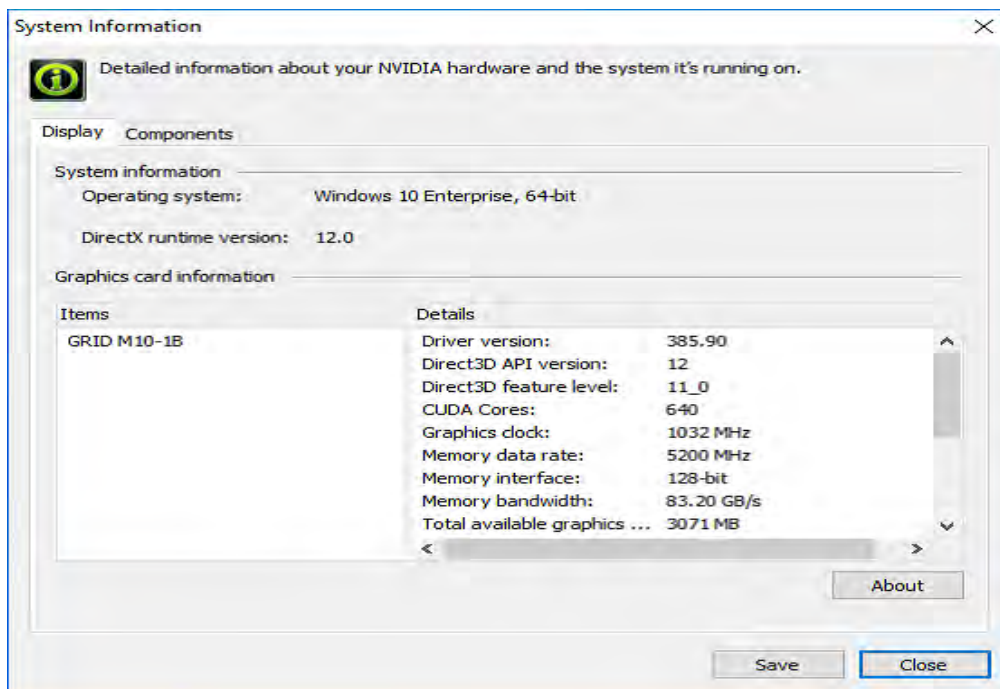 System Information
Detailed information about your NVIDIA hardware and the system it's running on.
Display Components
System information
Operating system: Windows 10 Enterprise, 64-bit
DirectX runtime version: 12.0
Graphics card information
Items Details
GRID M10-1B Driver version: 385.90
Direct3D API version: 12
Direct3D feature level: 11_0
CUDA Cores: 640
Graphics clock: 1032 MHz
Memory data rate: 5200 MHz
Memory interface: 128-bit
Memory bandwidth: 83.20 GB/s
Total available graphics ... 3071 MB
About
Save Close